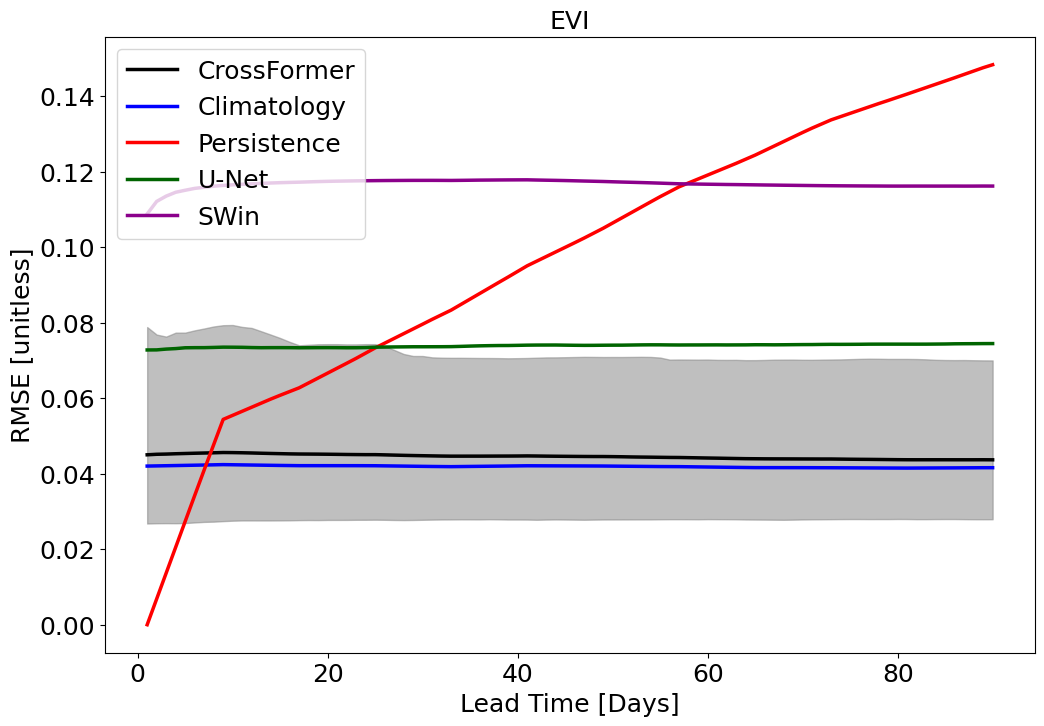 EVI
CrossFormer
Climatology
Persistence
U-Net
SWin
RMSE [unitless]
0.14
0.12
0.10
0.08
0.06
0.04
0.02
0.00
0 20 40 60 80
Lead Time [Days]